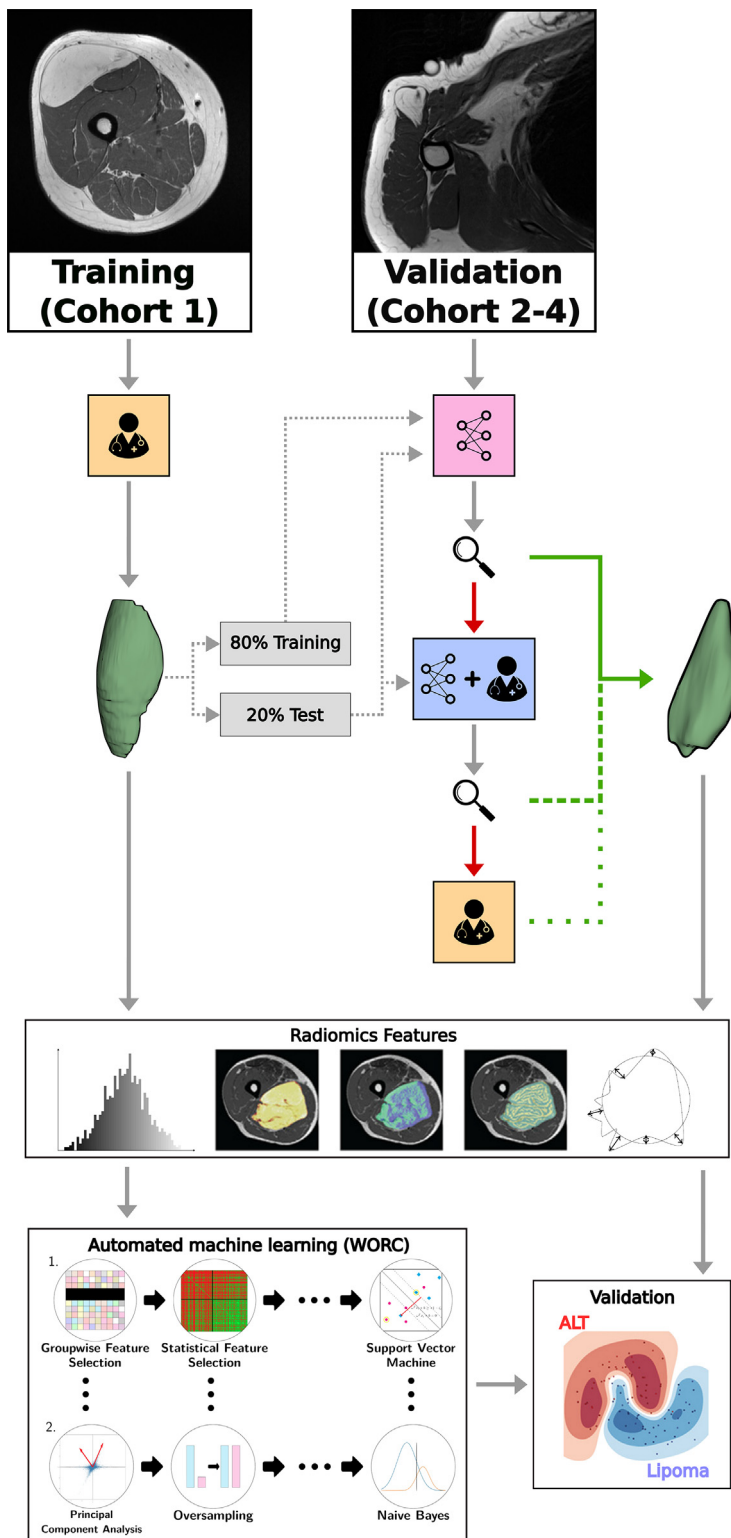 Training
(Cohort 1)
Validation
(Cohort 2-4)
80% Training
20% Test
Radiomics Features
Automated machine learning (WORC)
1.
Groupwise Feature
Selection
Statistical Feature
Selection
Support Vector
Machine
2.
Principal
Component Analysis
Oversampling
Naive Bayes
Validation
ALT
Lipoma